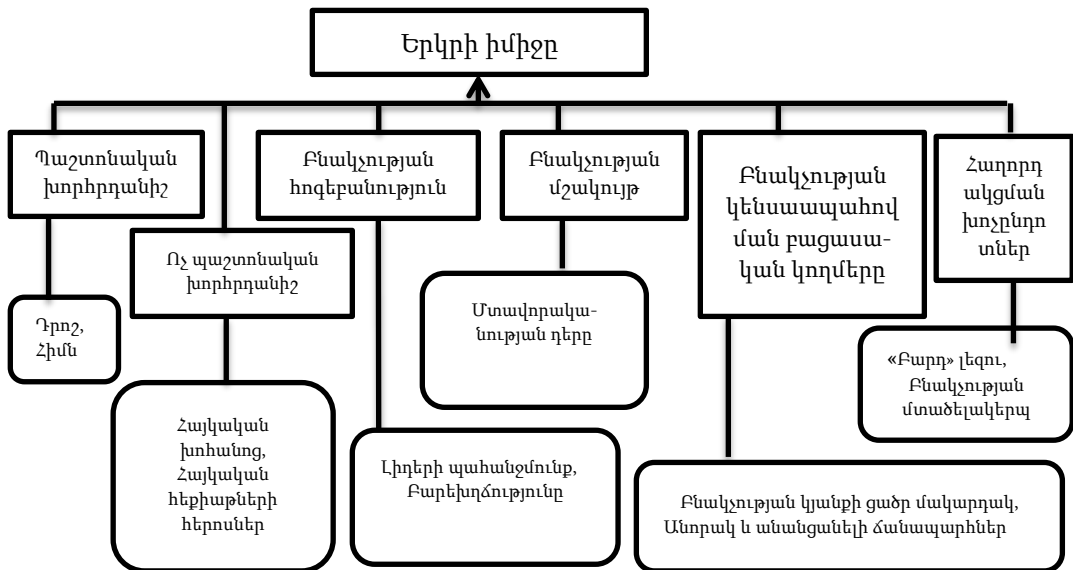 Երկրի իմիջը
Պաշտոնական
խորհրդանիշ
Բնակչության
հոգեբանություն
Բնակչության
մշակույթ
Բնակչության
կենսաապահով
ման բացասա-
կան կողմերը
Հաղորդ
ակցման
խոչընդո
տներ
Ոչ պաշտոնական
խորհրդանիշ
Դրոշ,
Հիմն
Մտավորակա-
նության դերը
«Բարդ» լեզու,
Բնակչության
մտածելակերպ
Հայկական
խոհանոց,
Հայկական
հեքիաթների
հերոսներ
Լիդերի պահանջմունք,
Բարեխղճությունը
Բնակչության կյանքի ցածր մակարդակ,
Անորակ և անանցանելի ճանապարհներ